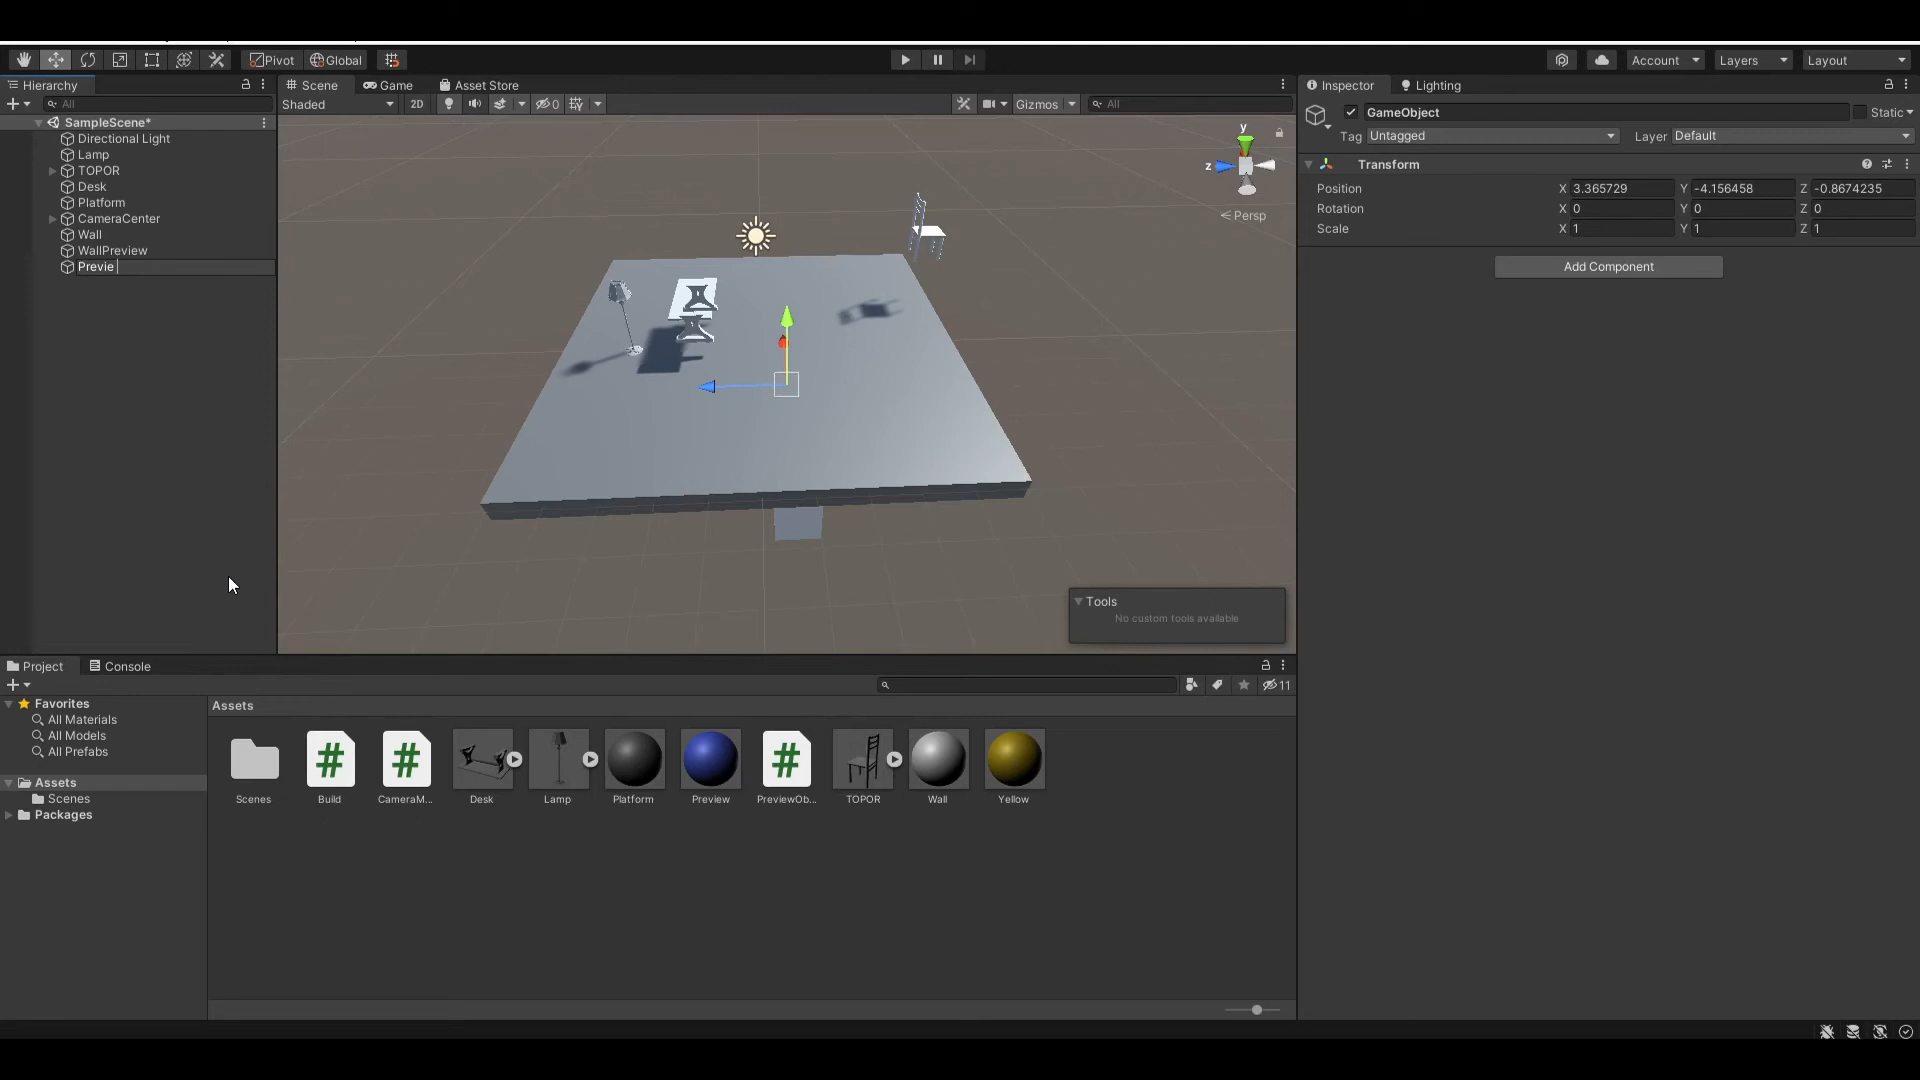 Pivot Global
Account Layers Layout
Hierarchy
Scene Game Asset Store
Inspector Lighting
All
Shaded 2D 0 Gizmos All
GameObject Static
Tag Untagged Layer Default
SampleScene*
Directional Light
Lamp
TOPOR
Desk
Platform
CameraCenter
Wall
WallPreview
Previe
y
z
Persp
Transform
Position X 3.365729 Y -4.156458 Z -0.8674235
Rotation X 0 Y 0 Z 0
Scale X 1 Y 1 Z 1
Add Component
Tools
No custom tools available
Project Console
11
Favorites
All Materials
All Models
All Prefabs
Assets
Scenes
Packages
Assets
Scenes Build CameraM... Desk Lamp Platform Preview PreviewOb... TOPOR Wall Yellow